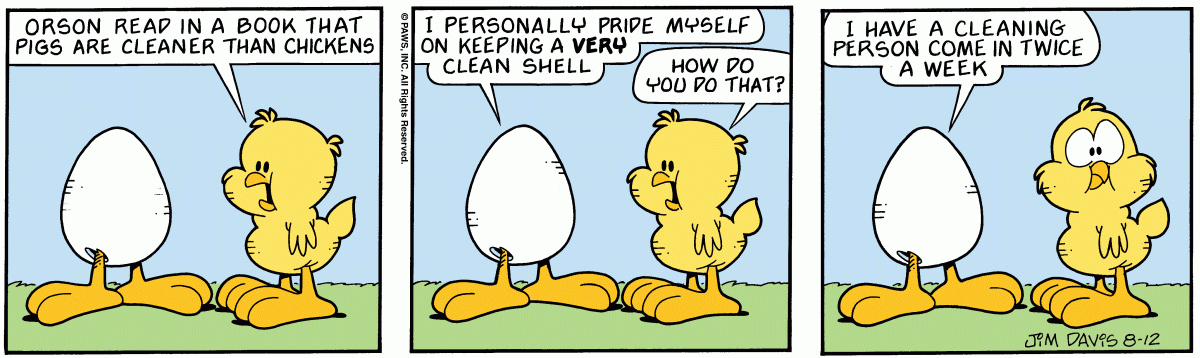 ORSON READ IN A BOOK THAT
PIGS ARE CLEANER THAN CHICKENS
© PAWS, INC. All Rights Reserved.
I PERSONALLY PRIDE MYSELF
ON KEEPING A VERY
CLEAN SHELL
HOW DO
YOU DO THAT?
I HAVE A CLEANING
PERSON COME IN TWICE
A WEEK
JIM DAVIS 8-12